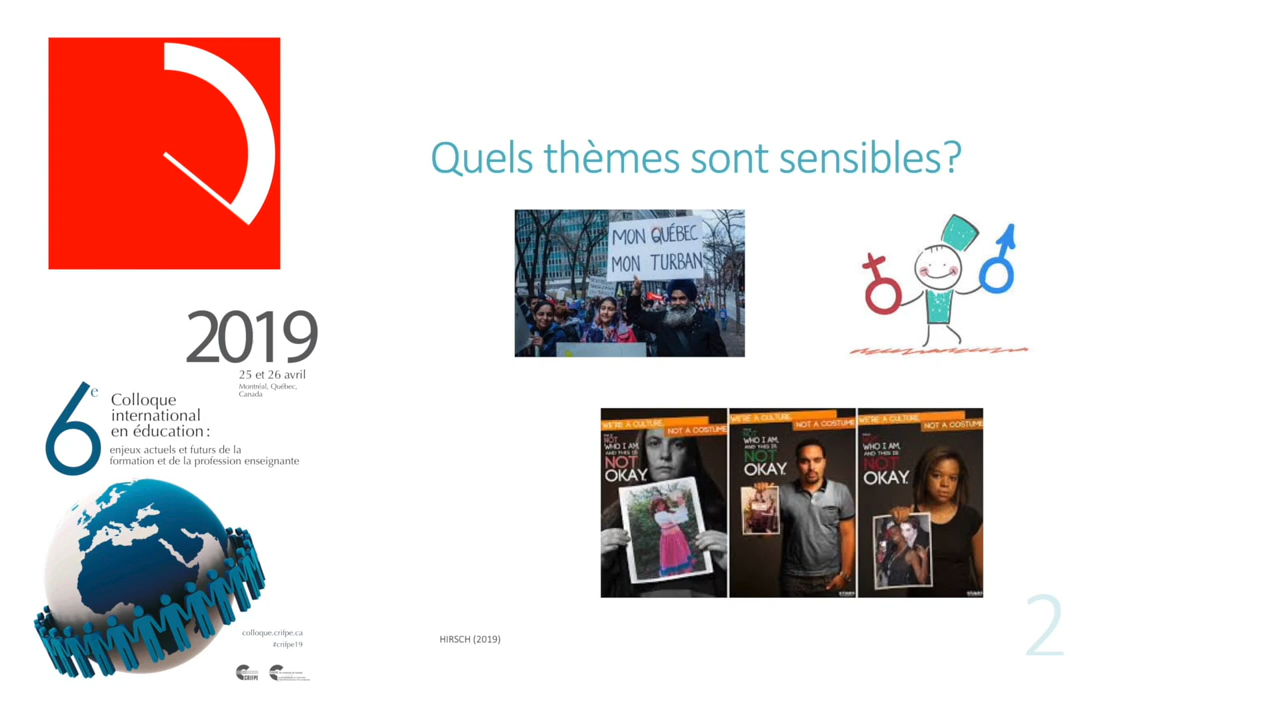 Quels thèmes sont sensibles?
MON QUÉBEC
MON TURBAN
WE'RE A CULTURE,
NOT A COSTUME
NOT
WHO I AM,
AND THIS IS
NOT
OKAY.
WE'RE A CULTURE,
NOT A COSTUME
NOT
WHO I AM,
AND THIS IS
NOT
OKAY.
WE'RE A CULTURE,
NOT A COSTUME
WHO I AM,
AND THIS IS
NOT
OKAY.
HIRSCH (2019)
2
2019
25 et 26 avril
Montréal, Québec,
Canada
6e
Colloque
international
en éducation :
enjeux actuels et futurs de la
formation et de la profession enseignante
colloque.crifpe.ca
#crifpe19
CRIFPE